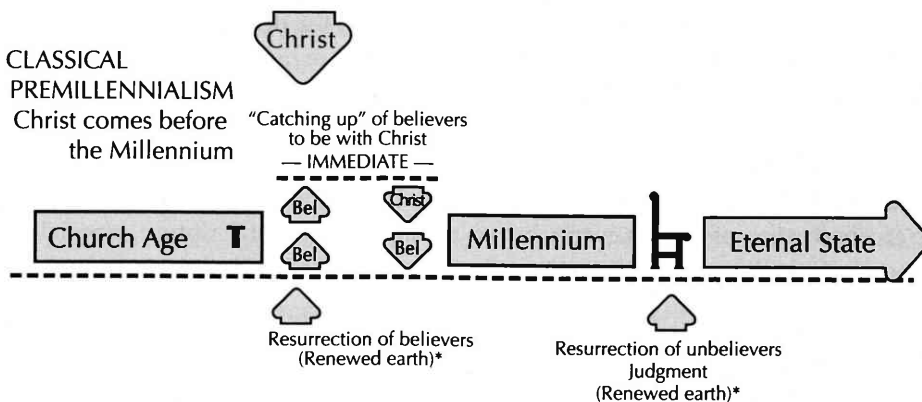 Christ
CLASSICAL
PREMILLENNIALISM
Christ comes before
the Millennium
"Catching up" of believers
to be with Christ
— IMMEDIATE —
Bel
Christ
Church Age T
Bel
Bel
Millennium
Eternal State
Resurrection of believers
(Renewed earth)*
Resurrection of unbelievers
Judgment
(Renewed earth)*